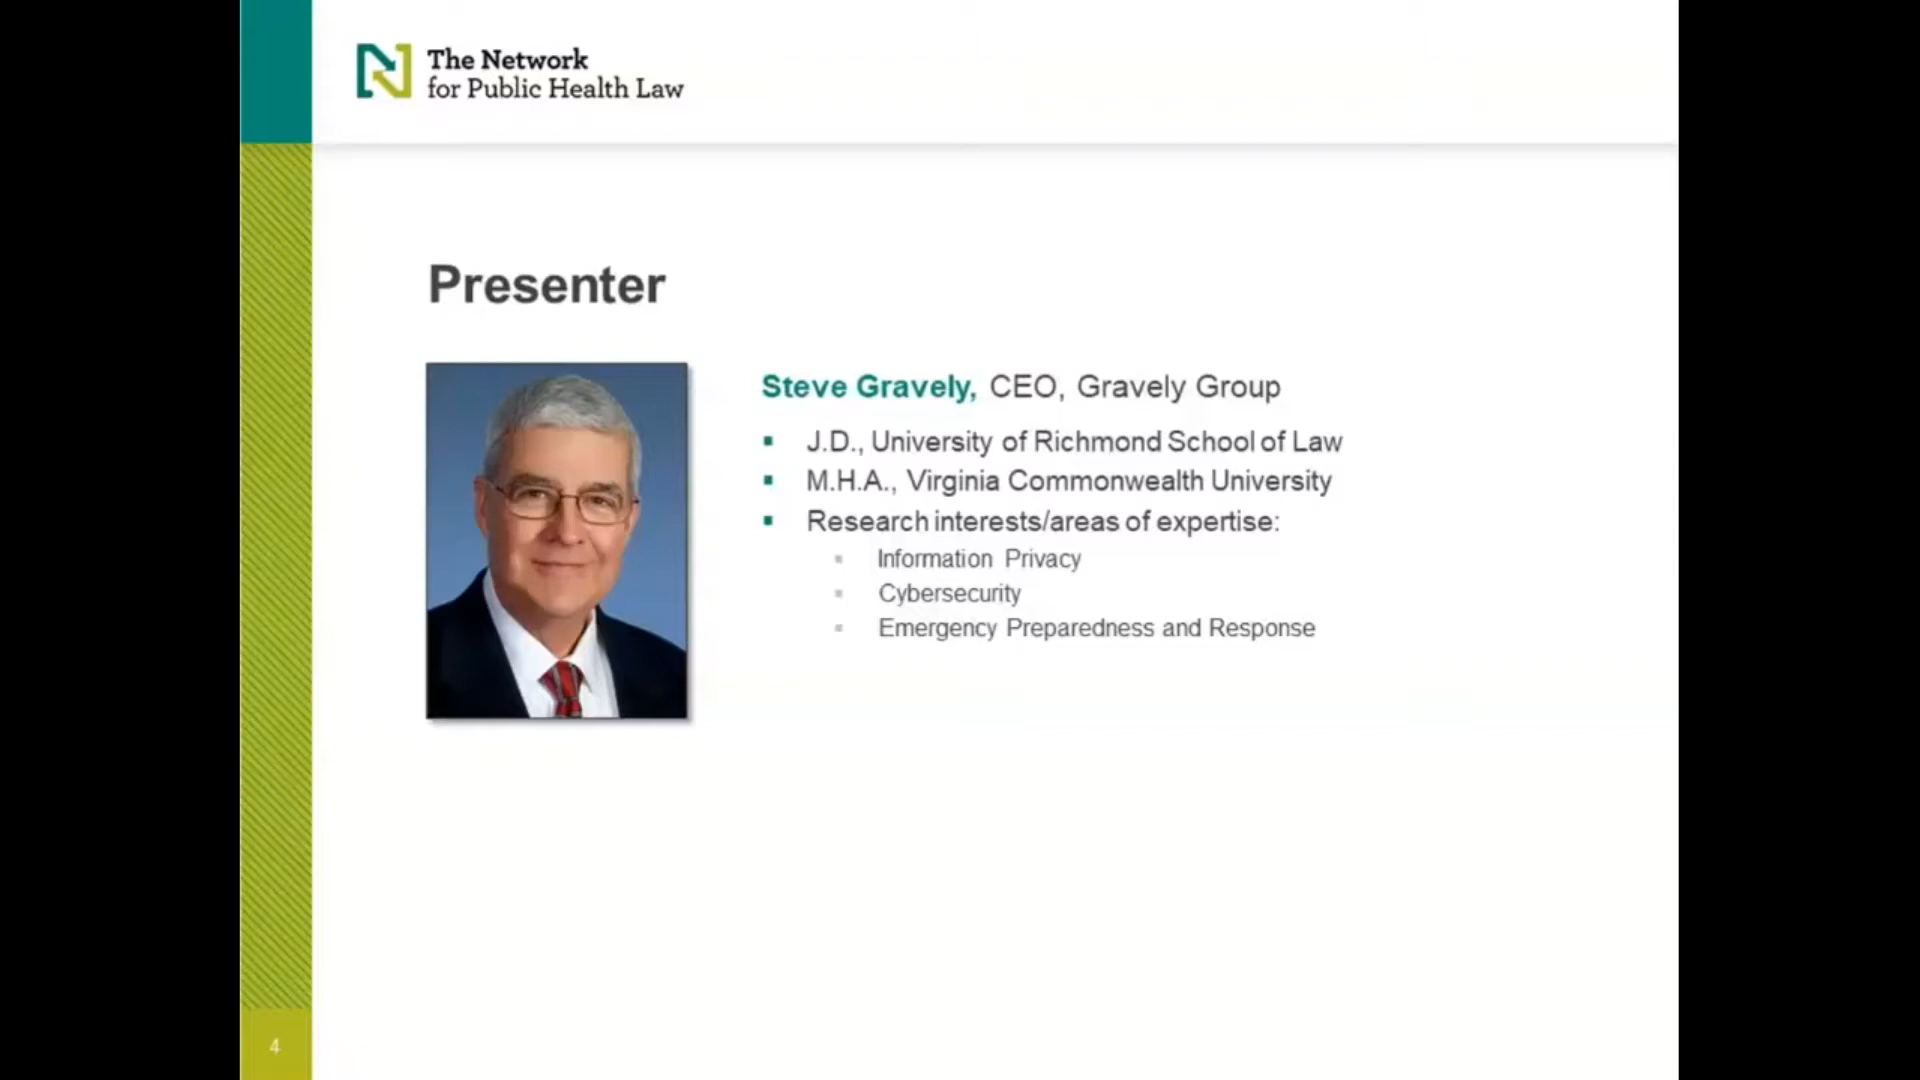 The Network
for Public Health Law
Presenter
Steve Gravely, CEO, Gravely Group
J.D., University of Richmond School of Law
M.H.A., Virginia Commonwealth University
Research interests/areas of expertise:
Information Privacy
Cybersecurity
Emergency Preparedness and Response
4